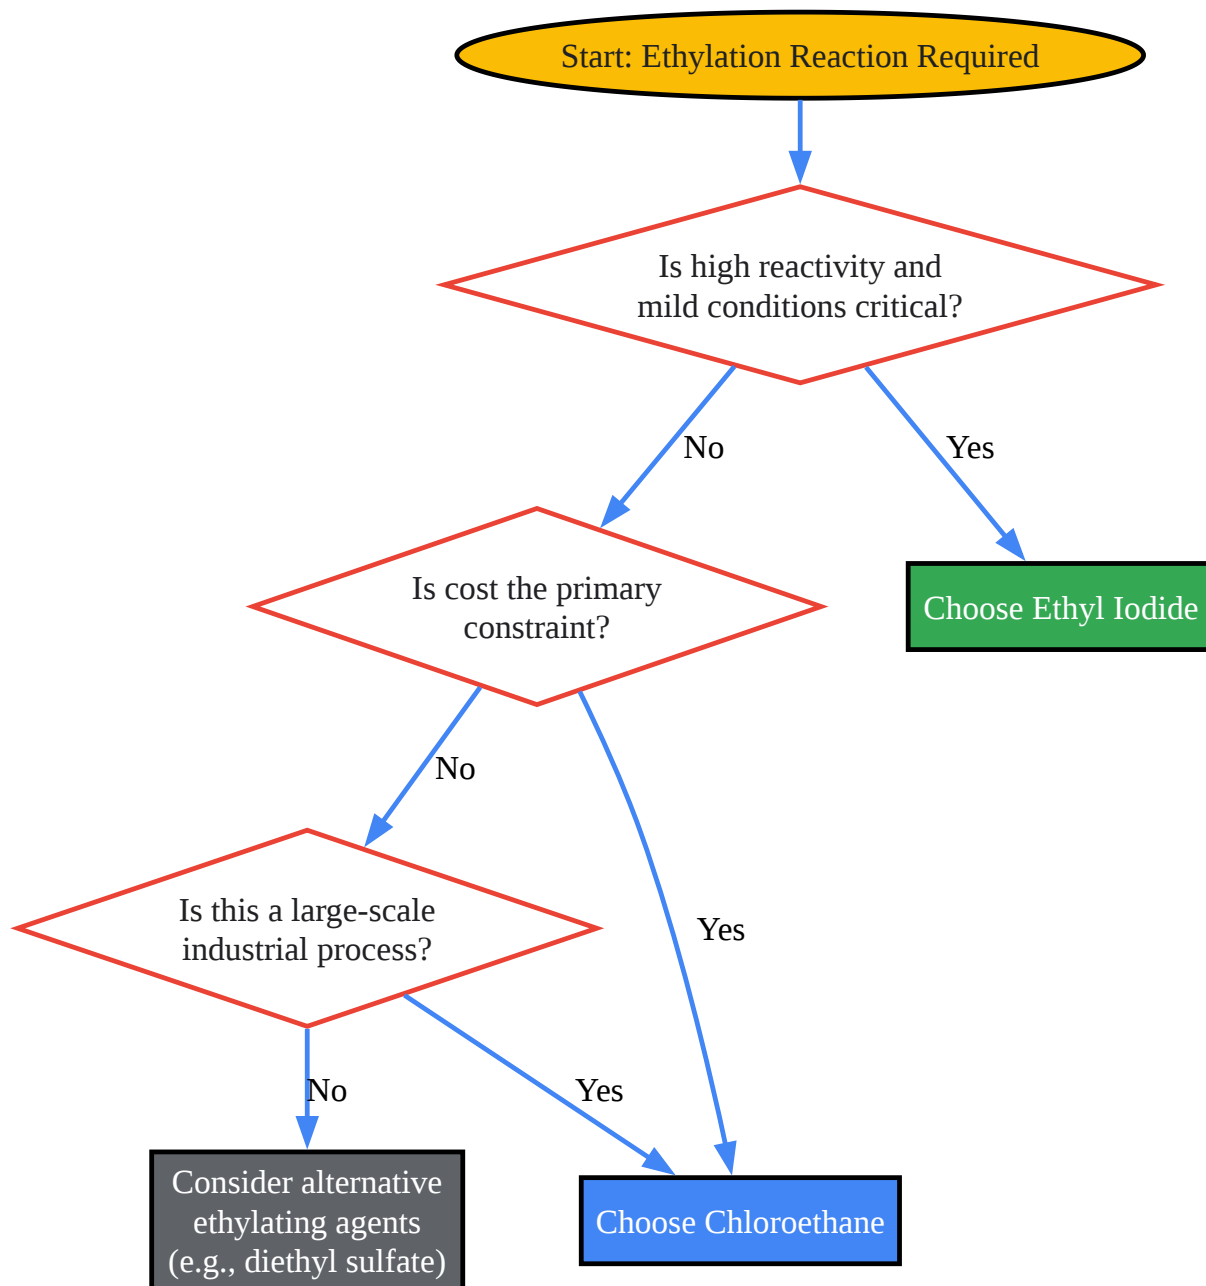 Start: Ethylation Reaction Required
Is high reactivity and
mild conditions critical?
No
Yes
Is cost the primary
constraint?
Choose Ethyl Iodide
No
Is this a large-scale
industrial process?
Yes
No
Yes
Consider alternative
ethylating agents
(e.g., diethyl sulfate)
Choose Chloroethane